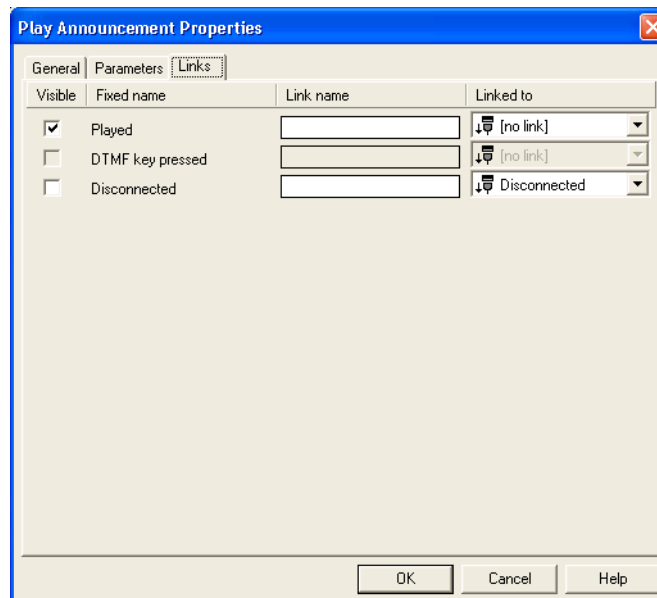 Play Announcement Properties
General Parameters Links
Visible Fixed name Link name Linked to
Played [no link]
DTMF key pressed [no link]
Disconnected Disconnected
OK Cancel Help